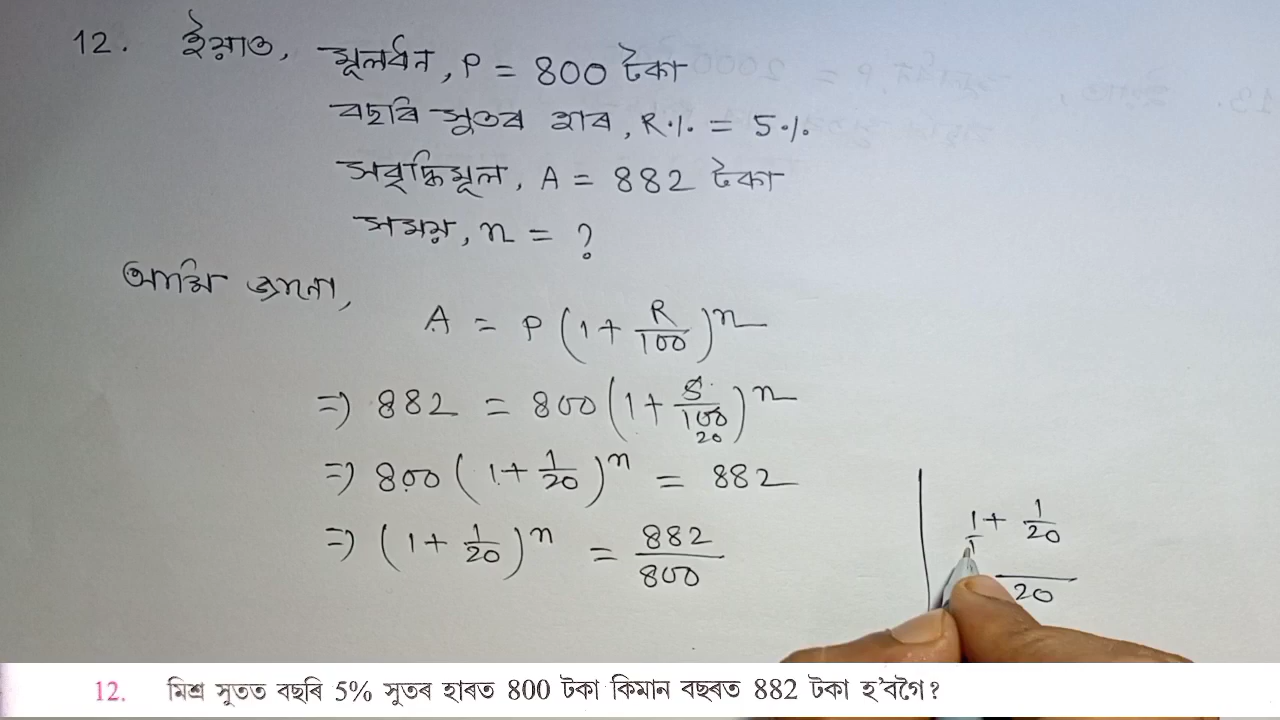 12. ইয়াত, মূলধন, P = 800 টকা
বছৰি সুতৰ হাৰ, R% = 5%
সবৃদ্ধিমূল, A = 882 টকা
সময়, n = ?
আমি জানো,
A = P(1 + R/100)^n
⇒ 882 = 800(1 + 5/100)^n
20
⇒ 800(1 + 1/20)^n = 882
⇒ (1 + 1/20)^n = 882/800
1/1 + 1/20
20
12. মিশ্ৰ সুতত বছৰি 5% সুতৰ হাৰত 800 টকা কিমান বছৰত 882 টকা হ'বগৈ?